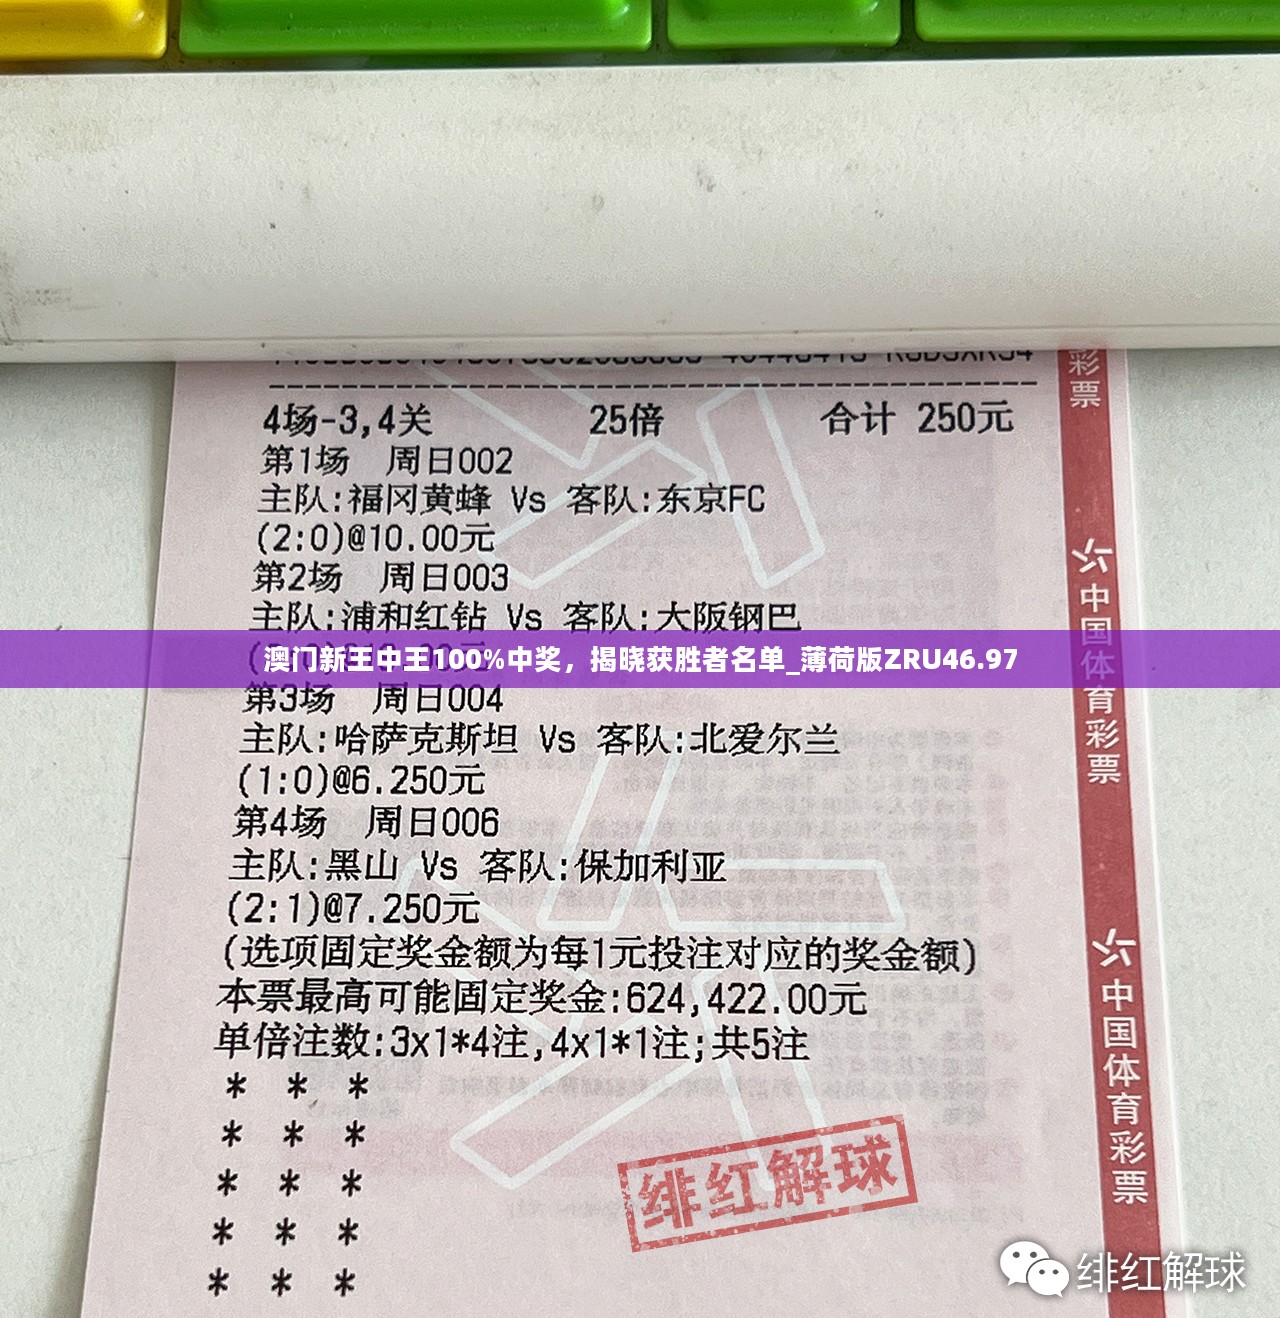 4场-3,4关 25倍 合计 250元
第1场 周日002
主队:福冈黄蜂 Vs 客队:东京FC
(2:0)@10.00元
第2场 周日003
主队:浦和红钻 Vs 客队:大阪钢巴
澳门新王中王100%中奖，揭晓获胜者名单_薄荷版ZRU46.97
第3场 周日004
主队:哈萨克斯坦 Vs 客队:北爱尔兰
(1:0)@6.250元
第4场 周日006
主队:黑山 Vs 客队:保加利亚
(2:1)@7.250元
(选项固定奖金额为每1元投注对应的奖金额)
本票最高可能固定奖金:624,422.00元
单倍注数:3x1*4注,4x1*1注;共5注
* * *
* * *
* * *
* * *
* * *
彩票
中国体育彩票
中国体育彩票
绯红解球
绯红解球